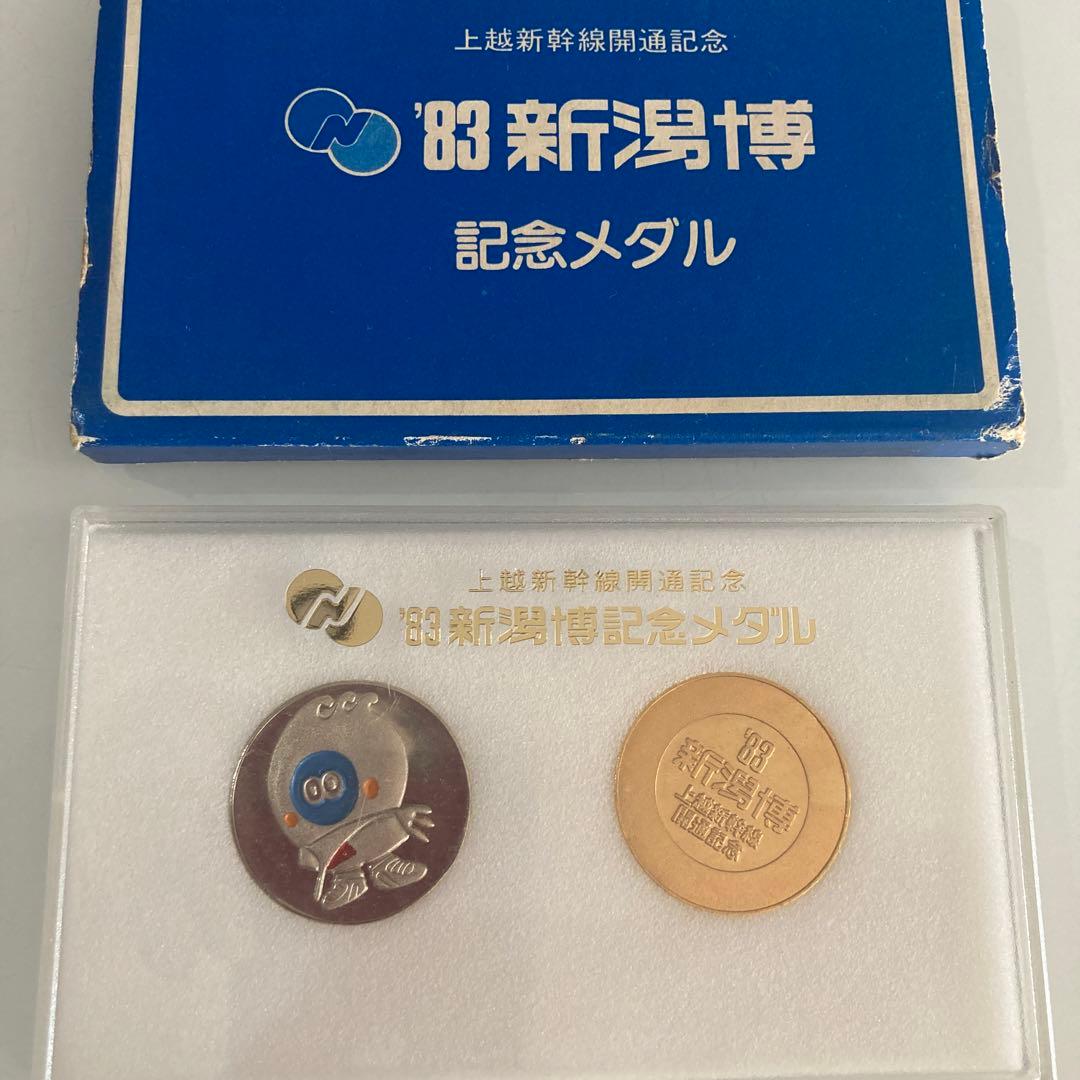 上越新幹線開通記念
'83 新潟博
記念メダル
上越新幹線開通記念
'83 新潟博記念メダル
'83
新潟博
上越新幹線
開通記念